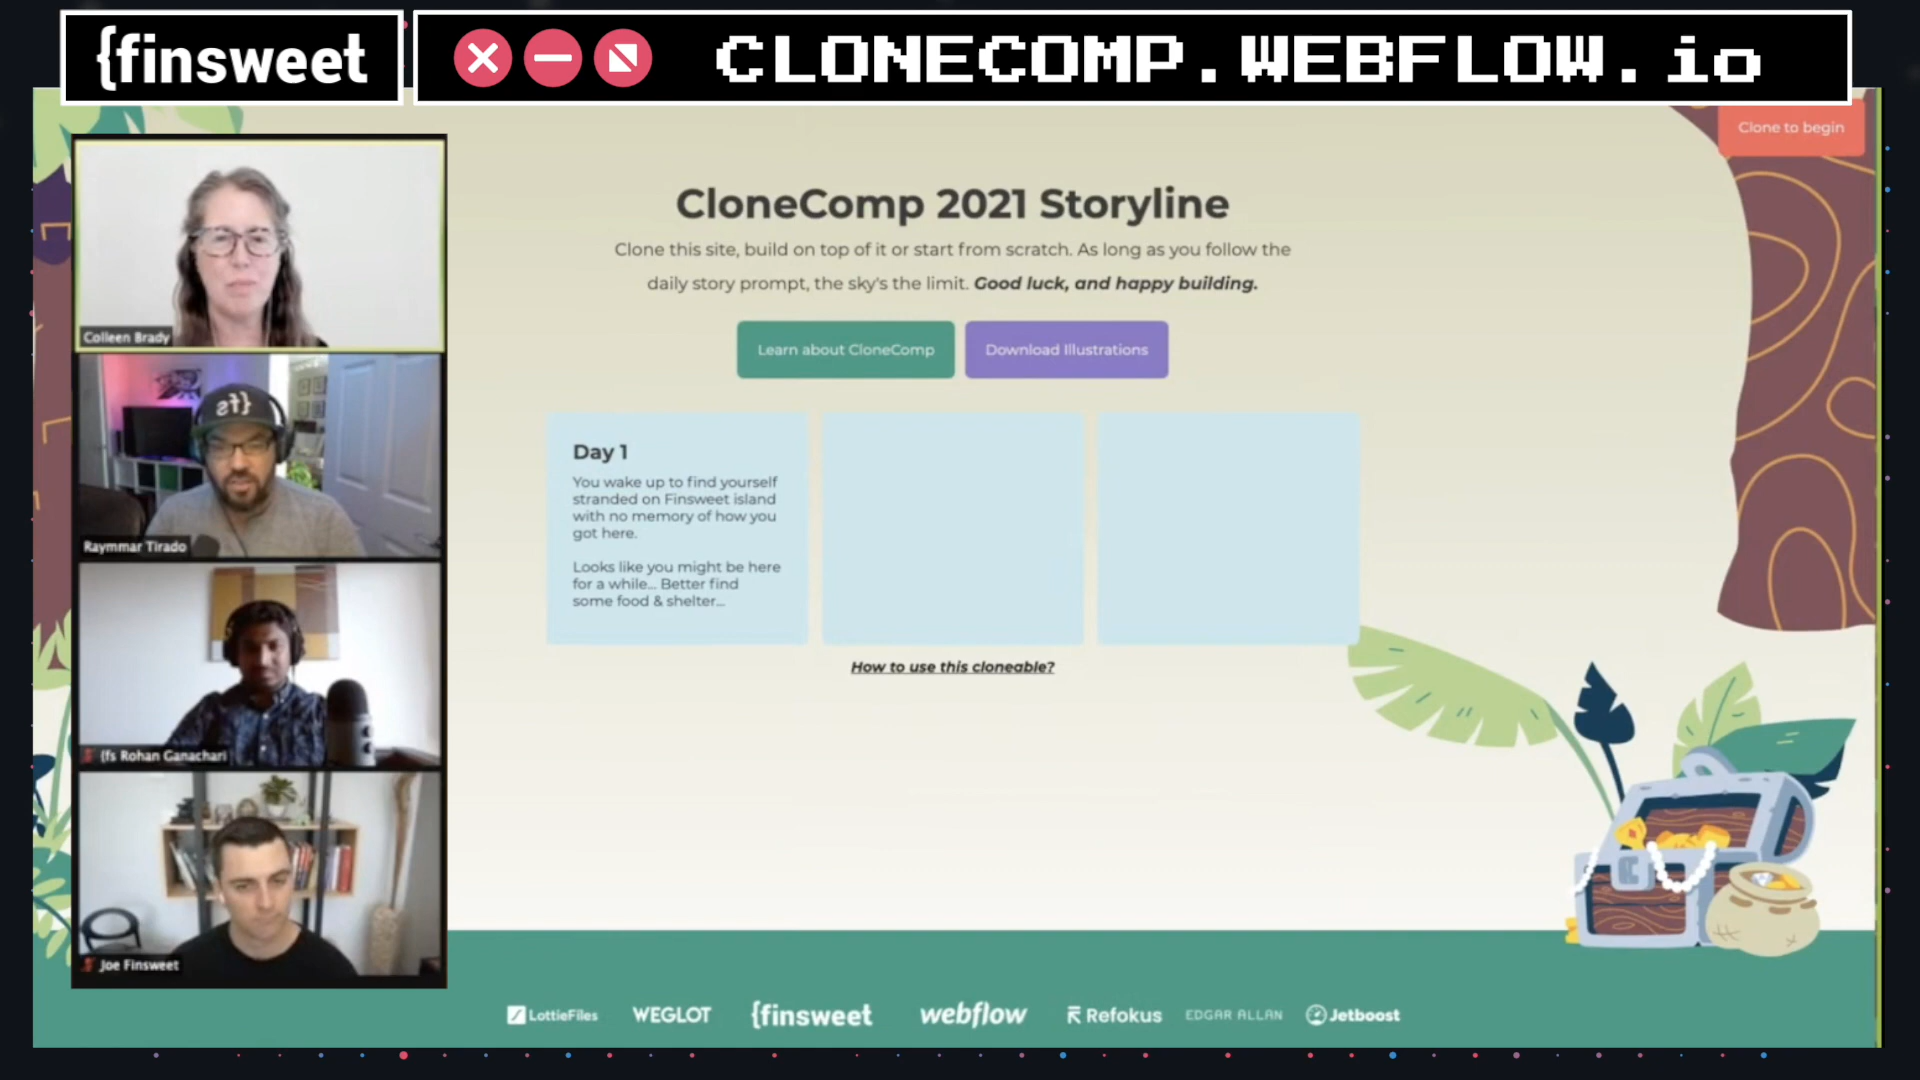 {finsweet
CLONECOMP.WEBFLOW.io
Clone to begin
CloneComp 2021 Storyline
Clone this site, build on top of it or start from scratch. As long as you follow the
daily story prompt, the sky's the limit. Good luck, and happy building.
Learn about CloneComp
Download Illustrations
Day 1
You wake up to find yourself
stranded on Finsweet island
with no memory of how you
got here.
Looks like you might be here
for a while... Better find
some food & shelter...
How to use this cloneable?
Colleen Brady
{fs
Raymmar Tirado
{fs Rohan Ganachari
Joe Finsweet
LottieFiles
WEGLOT
{finsweet
webflow
Refokus
EDGAR ALLAN
Jetboost